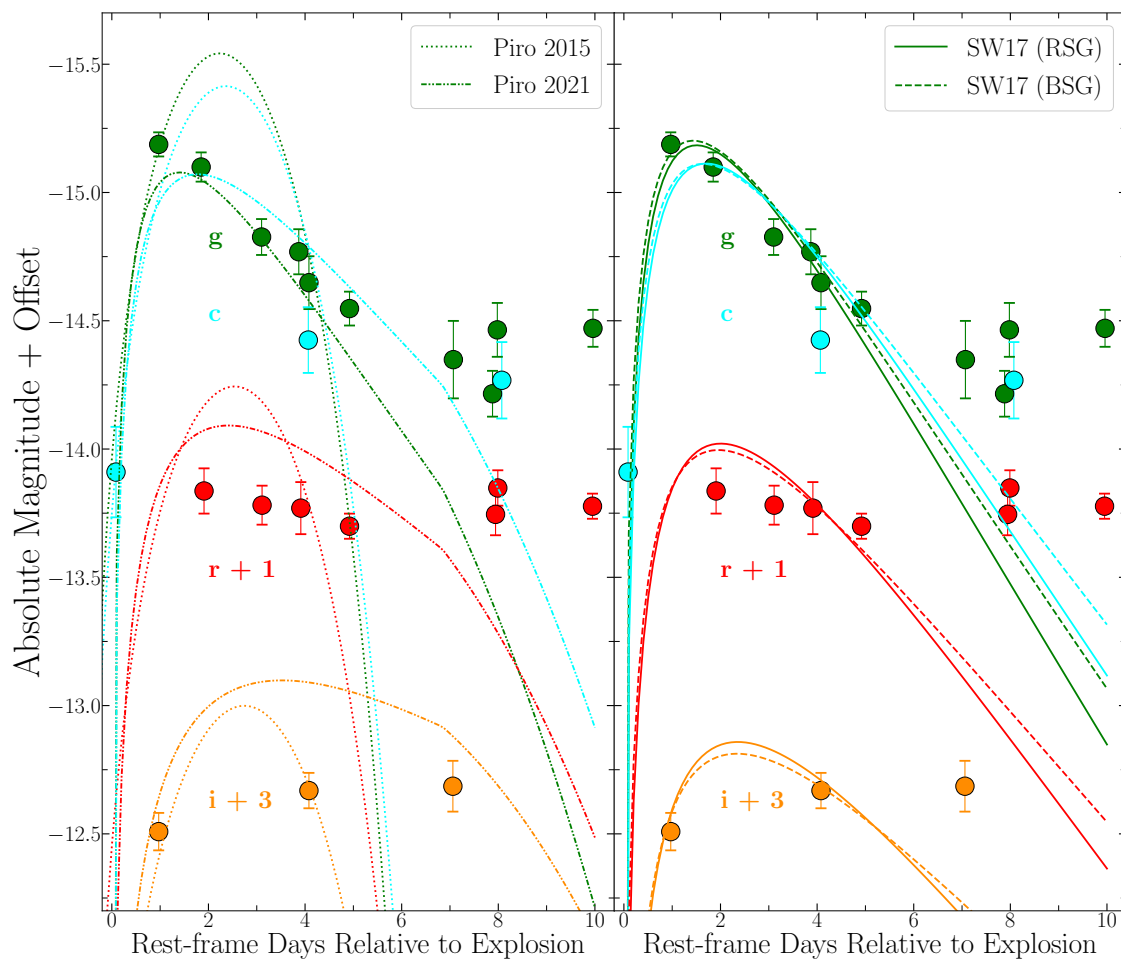 Absolute Magnitude + Offset
−15.5
−15.0
−14.5
−14.0
−13.5
−13.0
−12.5
Piro 2015
Piro 2021
g
c
r + 1
i + 3
0 2 4 6 8 10
Rest-frame Days Relative to Explosion
SW17 (RSG)
SW17 (BSG)
g
c
r + 1
i + 3
0 2 4 6 8 10
Rest-frame Days Relative to Explosion